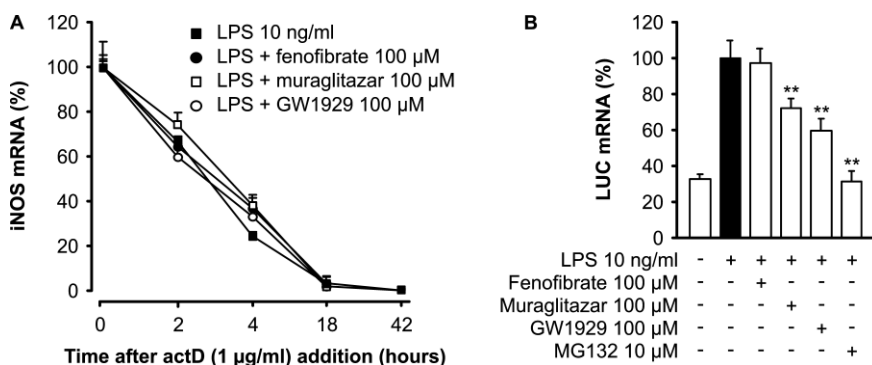 A
iNOS mRNA (%)
120
100
80
60
40
20
0
LPS 10 ng/ml
LPS + fenofibrate 100 µM
LPS + muraglitazar 100 µM
LPS + GW1929 100 µM
0 2 4 18 42
Time after actD (1 µg/ml) addition (hours)
B
LUC mRNA (%)
120
100
80
60
40
20
0
** ** **
LPS 10 ng/ml - + + + + +
Fenofibrate 100 µM - - + - - -
Muraglitazar 100 µM - - - + - -
GW1929 100 µM - - - - + -
MG132 10 µM - - - - - +